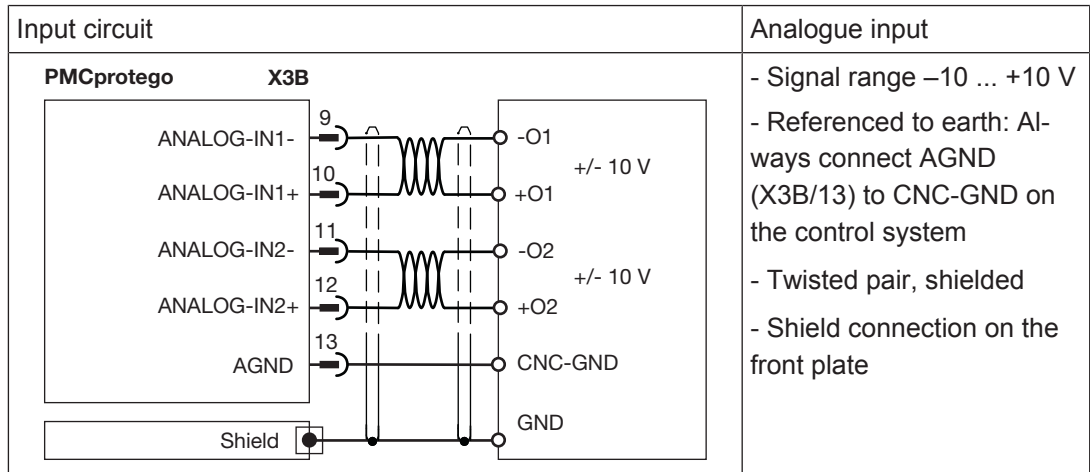 Input circuit
Analogue input
PMCprotego X3B
9
ANALOG-IN1-
-O1
+/- 10 V
10
ANALOG-IN1+
+O1
11
ANALOG-IN2-
-O2
+/- 10 V
12
ANALOG-IN2+
+O2
13
AGND
CNC-GND
GND
Shield
- Signal range –10 ... +10 V
- Referenced to earth: Al-
ways connect AGND
(X3B/13) to CNC-GND on
the control system
- Twisted pair, shielded
- Shield connection on the
front plate